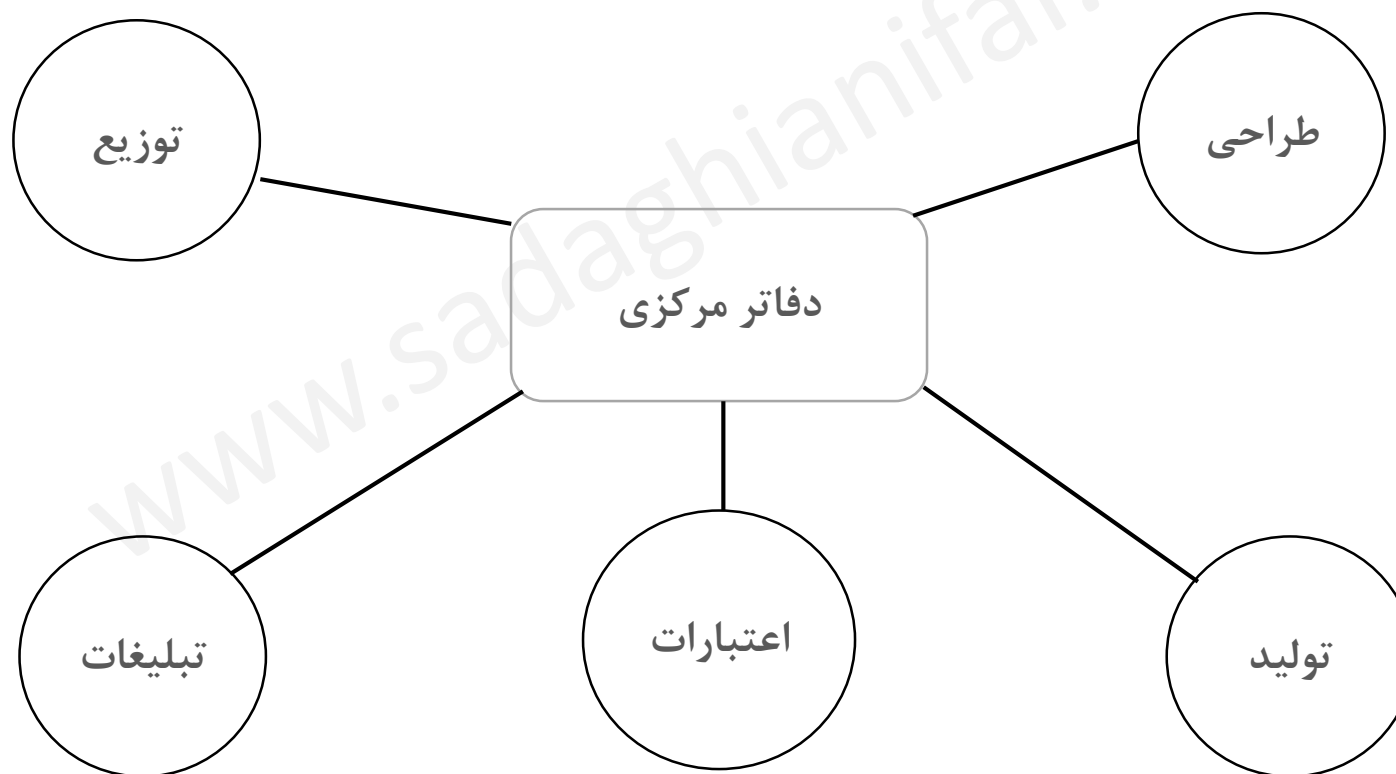 طراحی
توزیع
دفاتر مرکزی
تولید
اعتبارات
تبلیغات
www.sadaghianifar